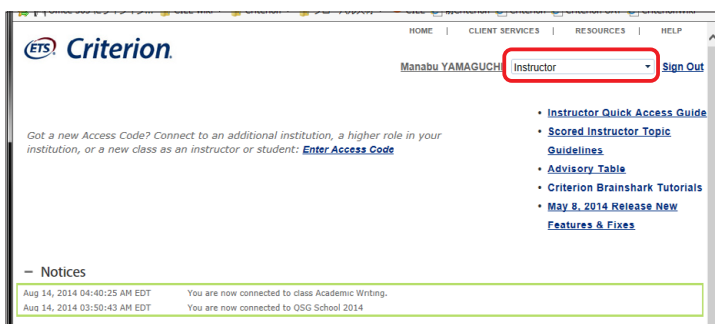 HOME | CLIENT SERVICES | RESOURCES | HELP
ETS Criterion.
Manabu YAMAGUCHI Instructor Sign Out
• Instructor Quick Access Guide
• Scored Instructor Topic
Guidelines
• Advisory Table
• Criterion Brainshark Tutorials
• May 8, 2014 Release New
Features & Fixes
Got a new Access Code? Connect to an additional institution, a higher role in your
institution, or a new class as an instructor or student: Enter Access Code
– Notices
Aug 14, 2014 04:40:25 AM EDT You are now connected to class Academic Writing.
Aug 14, 2014 03:50:43 AM EDT You are now connected to QSG School 2014